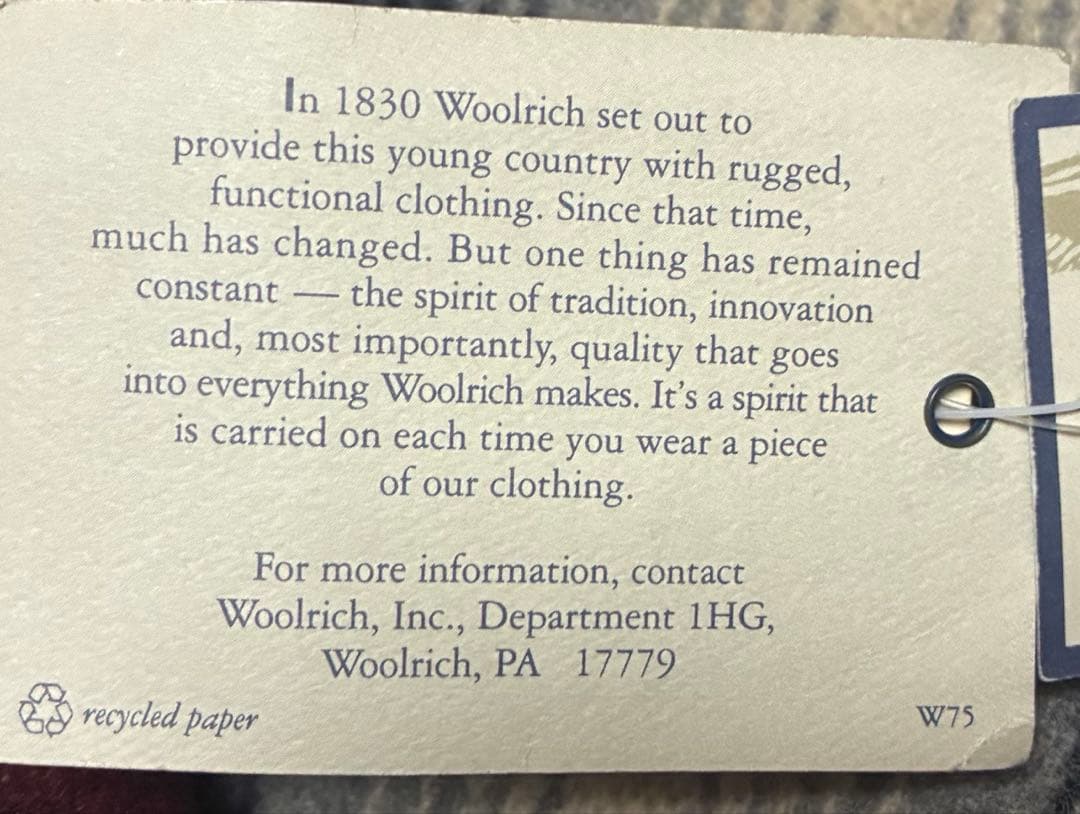 In 1830 Woolrich set out to
provide this young country with rugged,
functional clothing. Since that time,
much has changed. But one thing has remained
constant — the spirit of tradition, innovation
and, most importantly, quality that goes
into everything Woolrich makes. It's a spirit that
is carried on each time you wear a piece
of our clothing.
For more information, contact
Woolrich, Inc., Department 1HG,
Woolrich, PA 17779
recycled paper
W75